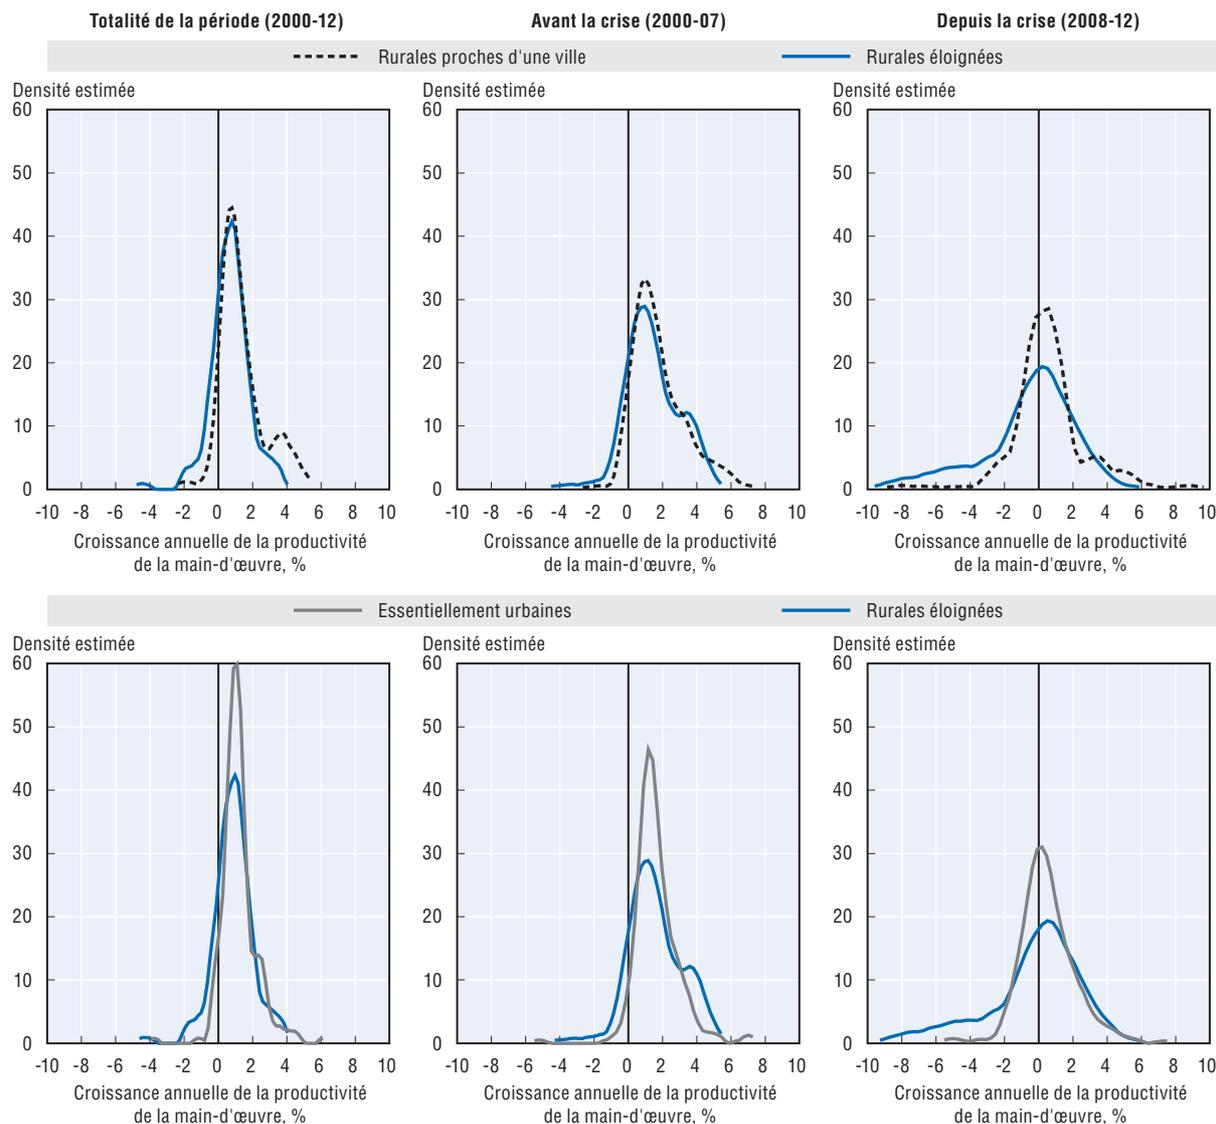 Totalité de la période (2000-12) Avant la crise (2000-07) Depuis la crise (2008-12)
Rurales proches d'une ville Rurales éloignées
Densité estimée Densité estimée Densité estimée
60 60 60
50 50 50
40 40 40
30 30 30
20 20 20
10 10 10
0 0 0
-10 -8 -6 -4 -2 0 2 4 6 8 10 -10 -8 -6 -4 -2 0 2 4 6 8 10 -10 -8 -6 -4 -2 0 2 4 6 8 10
Croissance annuelle de la productivité Croissance annuelle de la productivité Croissance annuelle de la productivité
de la main-d'œuvre, % de la main-d'œuvre, % de la main-d'œuvre, %
Essentiellement urbaines Rurales éloignées
Densité estimée Densité estimée Densité estimée
60 60 60
50 50 50
40 40 40
30 30 30
20 20 20
10 10 10
0 0 0
-10 -8 -6 -4 -2 0 2 4 6 8 10 -10 -8 -6 -4 -2 0 2 4 6 8 10 -10 -8 -6 -4 -2 0 2 4 6 8 10
Croissance annuelle de la productivité Croissance annuelle de la productivité Croissance annuelle de la productivité
de la main-d'œuvre, % de la main-d'œuvre, % de la main-d'œuvre, %